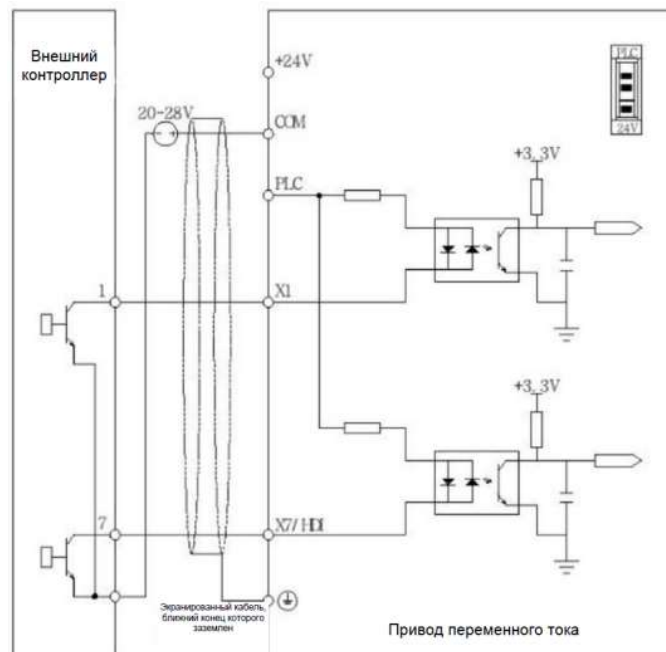 Внешний
контроллер
+24V
PLC
24V
20-28V
COM
+3, 3V
PLC
1
X1
+3, 3V
7
X7/HDI
Экранированный кабель,
ближний конец которого
заземлен
Привод переменного тока